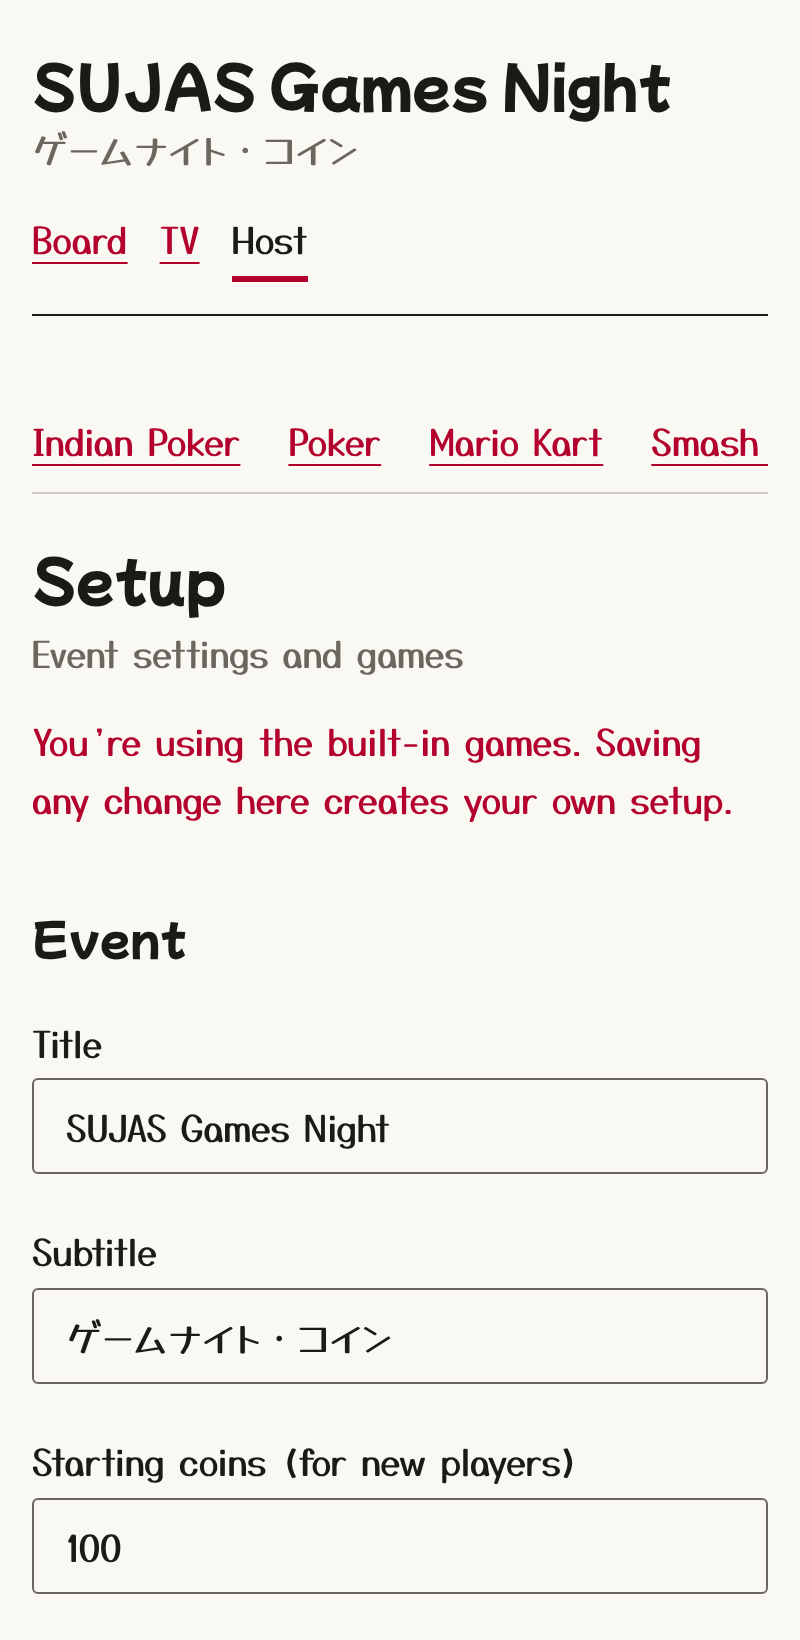 SUJAS Games Night
ゲームナイト・コイン
Board TV Host
Indian Poker Poker Mario Kart Smash
Setup
Event settings and games
You're using the built-in games. Saving
any change here creates your own setup.
Event
Title
SUJAS Games Night
Subtitle
ゲームナイト・コイン
Starting coins (for new players)
100